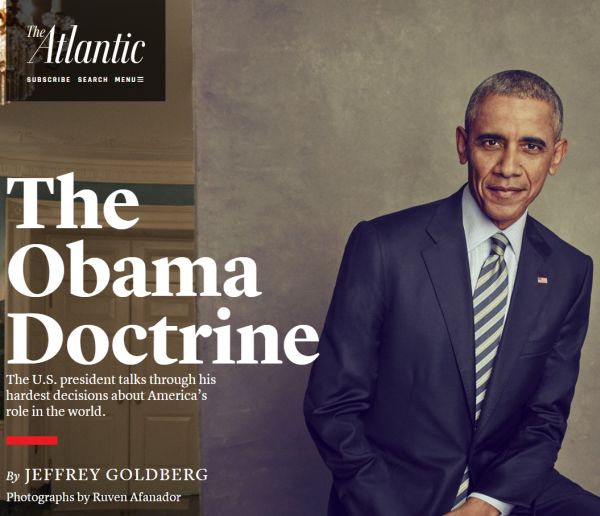 The
Atlantic
SUBSCRIBE SEARCH MENU
The
Obama
Doctrine
The U.S. president talks through his
hardest decisions about America’s
role in the world.
By JEFFREY GOLDBERG
Photographs by Ruven Afanador